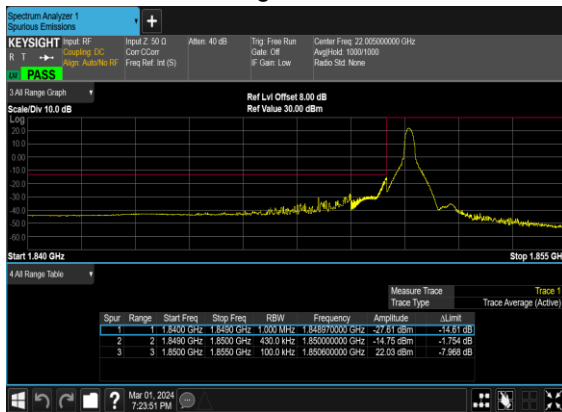 Spectrum Analyzer 1
Spurious Emissions
KEYSIGHT Input: RF Input Z: 50 Ω Atten: 40 dB Trig: Free Run Center Freq: 22.005000000 GHz
R T Coupling: DC Corr CCorr Gate: Off Avg|Hold: 1000/1000
Align: Auto/No RF Freq Ref: Int (S) IF Gain: Low Radio Std: None
PASS
3 All Range Graph
Ref Lvl Offset 8.00 dB
Scale/Div 10.0 dB Ref Value 30.00 dBm
Log
20.0
10.0
0.00
-10.0
-20.0
-30.0
-40.0
-50.0
-60.0
Start 1.840 GHz Stop 1.855 GH
4 All Range Table
Measure Trace Trace 1
Trace Type Trace Average (Active)
Spur Range Start Freq Stop Freq RBW Frequency Amplitude ΔLimit
1 1 1.8400 GHz 1.8490 GHz 1.000 MHz 1.848970000 GHz -27.61 dBm -14.61 dB
2 2 1.8490 GHz 1.8500 GHz 430.0 kHz 1.850000000 GHz -14.75 dBm -1.754 dB
3 3 1.8500 GHz 1.8550 GHz 100.0 kHz 1.850600000 GHz 22.03 dBm -7.968 dB
Mar 01, 2024
7:23:51 PM